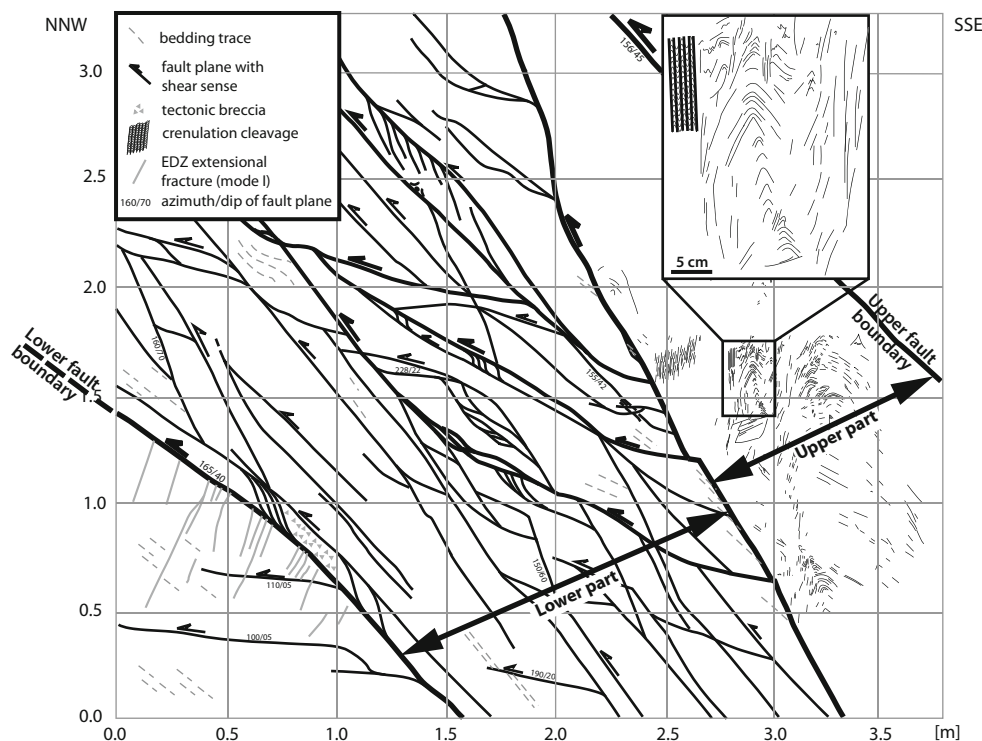 NNW
SSE
bedding trace
fault plane with
shear sense
tectonic breccia
crenulation cleavage
EDZ extensional
fracture (mode I)
160/70 azimuth/dip of fault plane
156/45
5 cm
3.0
2.5
2.0
1.5
1.0
0.5
0.0
Lower fault
boundary
Upper fault
boundary
Upper part
Lower part
160/70
228/22
155/42
165/40
150/60
110/05
100/05
190/20
0.0 0.5 1.0 1.5 2.0 2.5 3.0 3.5 [m]